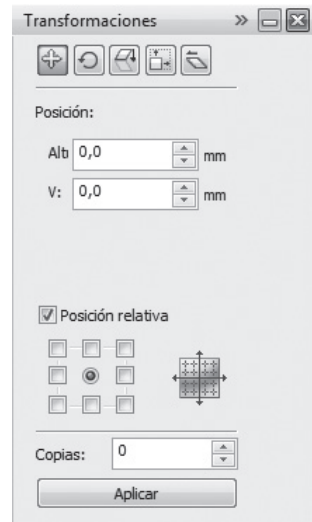 Transformaciones
Posición:
Alt: 0,0 mm
V: 0,0 mm
Posición relativa
Copias: 0
Aplicar